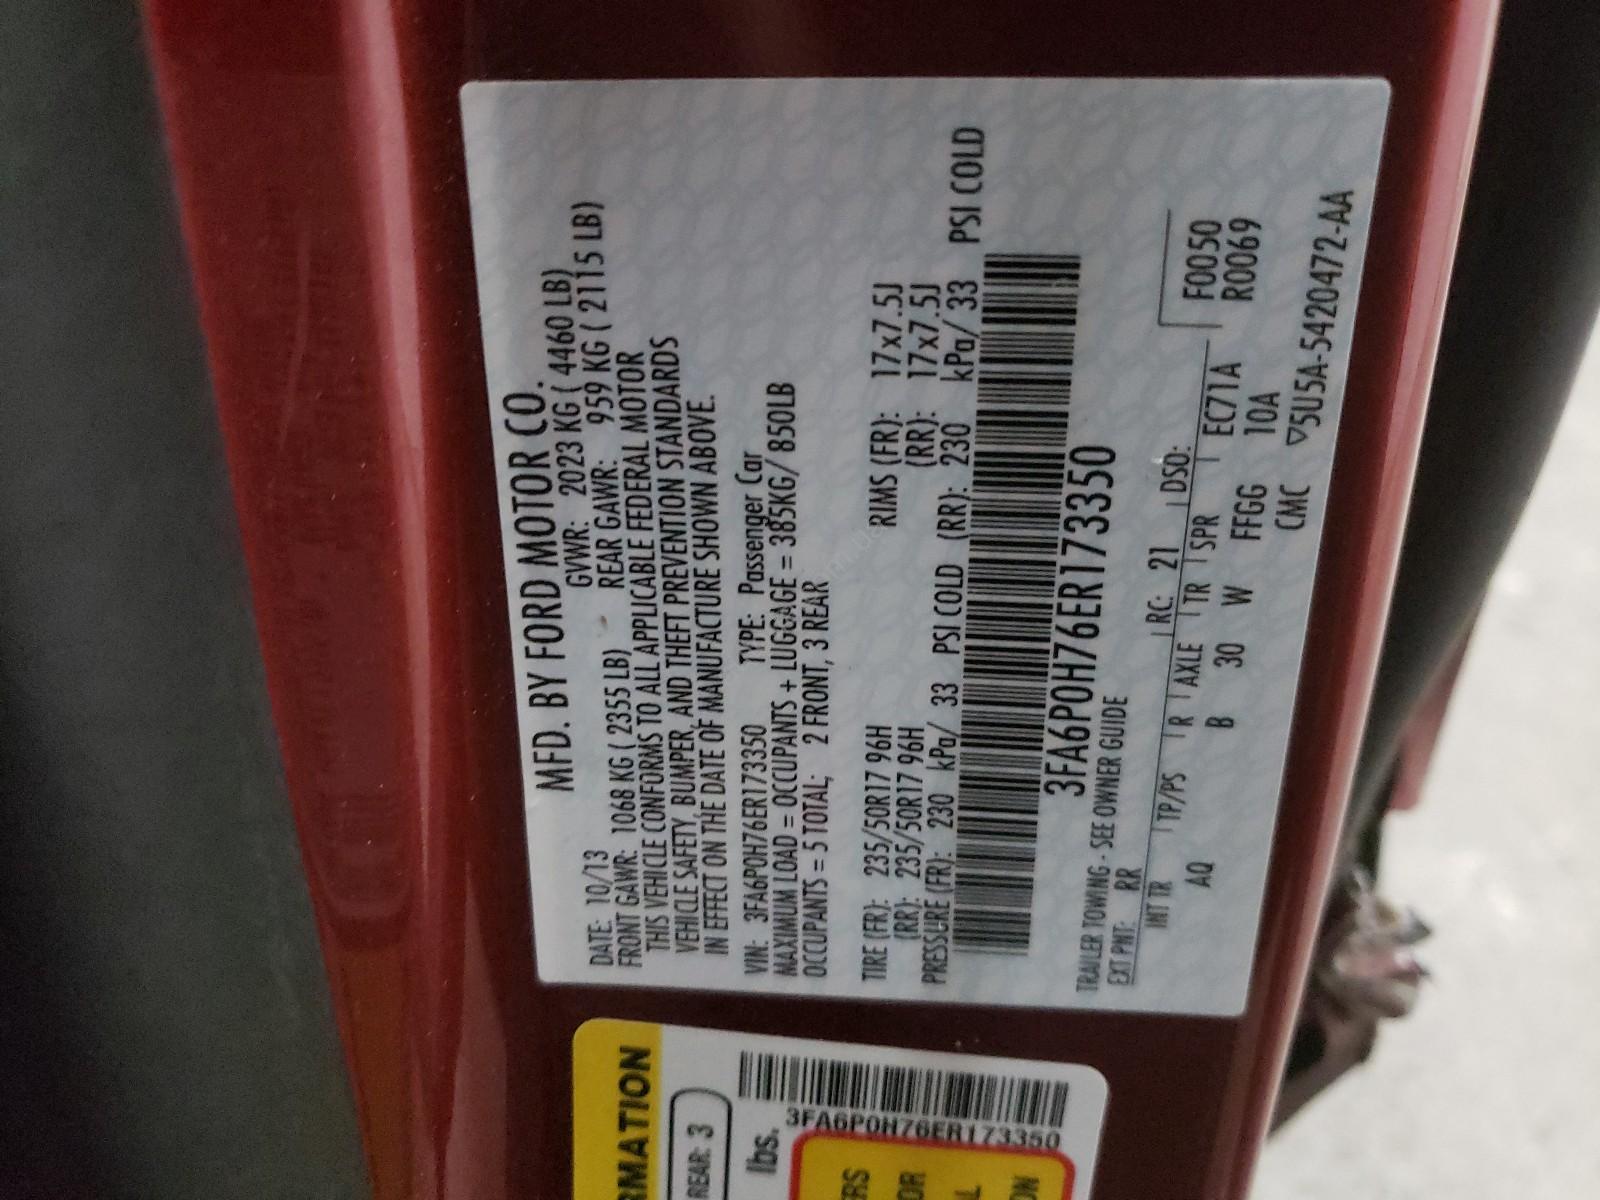 MFD. BY FORD MOTOR CO.
DATE: 10/13 GVWR: 2023 KG ( 4460 LB)
FRONT GAWR: 1068 KG ( 2355 LB) REAR GAWR: 959 KG ( 2115 LB)
THIS VEHICLE CONFORMS TO ALL APPLICABLE FEDERAL MOTOR
VEHICLE SAFETY, BUMPER, AND THEFT PREVENTION STANDARDS
IN EFFECT ON THE DATE OF MANUFACTURE SHOWN ABOVE.
VIN: 3FA6P0H76ER173350 TYPE: Passenger Car
MAXIMUM LOAD = OCCUPANTS + LUGGAGE = 385KG/ 850LB
OCCUPANTS = 5 TOTAL; 2 FRONT, 3 REAR
TIRE (FR): 235/50R17 96H RIMS (FR): 17x7.5J
(RR): 235/50R17 96H (RR): 17x7.5J
PRESSURE (FR): 230 kPa/ 33 PSI COLD (RR): 230 kPa/ 33 PSI COLD
3FA6P0H76ER173350
TRAILER TOWING - SEE OWNER GUIDE
EXT PNT: RR RC: 21 DSO: F0050
R0069
INT TR TP/PS R AXLE TR SPR EC71A
AQ B 30 W FFGG 10A
CMC ▽5U5A-5420472-AA
RMATION
REAR: 3
lbs.
3FA6P0H76ER173350
ERS
OR
AL
ON